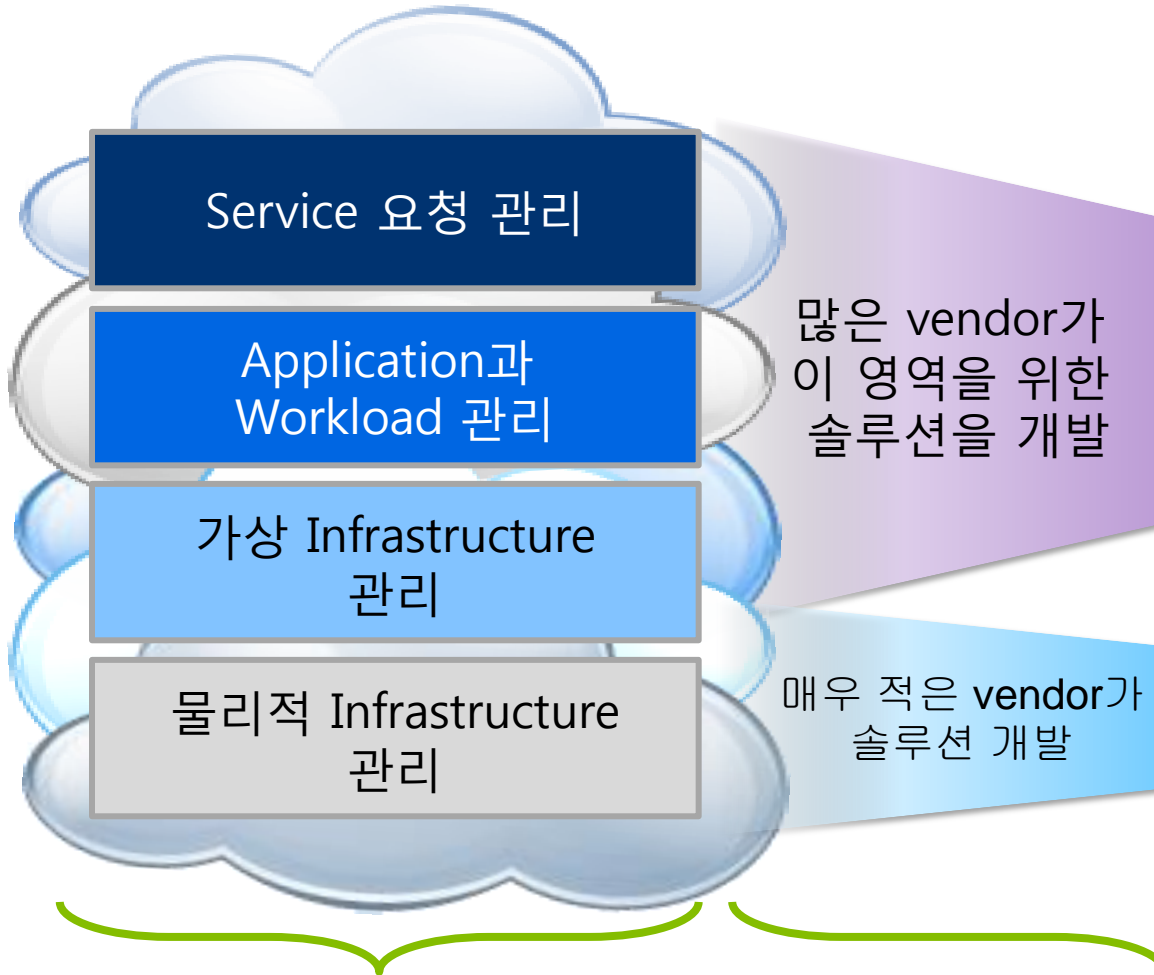 Service 요청 관리
Application과
Workload 관리
가상 Infrastructure
관리
물리적 Infrastructure
관리
많은 vendor가
이 영역을 위한
솔루션을 개발
매우 적은 vendor가
솔루션 개발